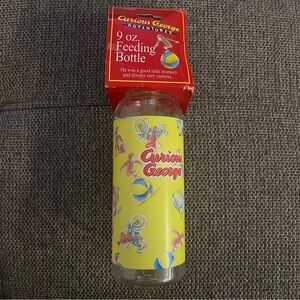 Curious George
ADVENTURES
9 oz.
Feeding
Bottle
He was a good little monkey
and always very curious.
Curious
George